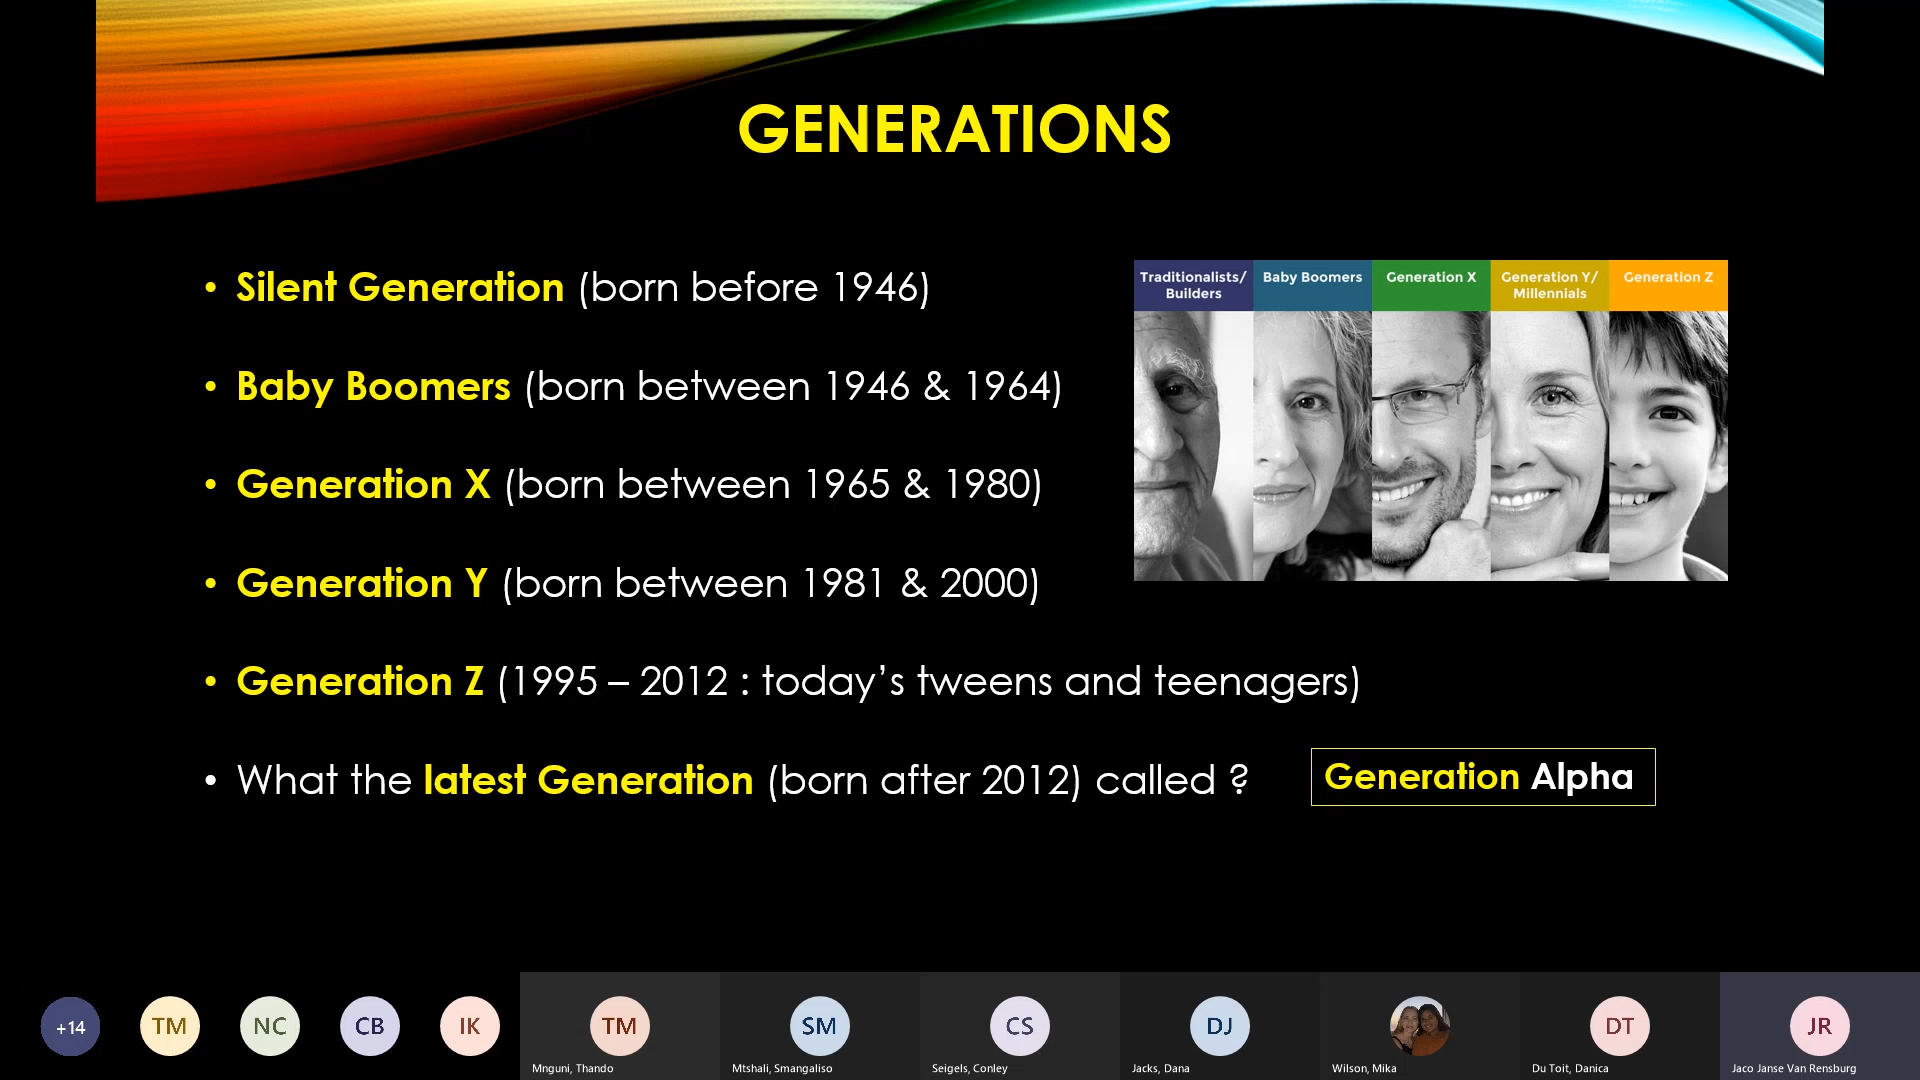 GENERATIONS
• Silent Generation (born before 1946)
• Baby Boomers (born between 1946 & 1964)
• Generation X (born between 1965 & 1980)
• Generation Y (born between 1981 & 2000)
• Generation Z (1995 – 2012 : today’s tweens and teenagers)
• What the latest Generation (born after 2012) called ?
Generation Alpha
Traditionalists/
Builders
Baby Boomers
Generation X
Generation Y/
Millennials
Generation Z
+14
TM
NC
CB
IK
TM
Mnguni, Thando
SM
Mtshali, Smangaliso
CS
Seigels, Conley
DJ
Jacks, Dana
Wilson, Mika
DT
Du Toit, Danica
JR
Jaco Janse Van Rensburg